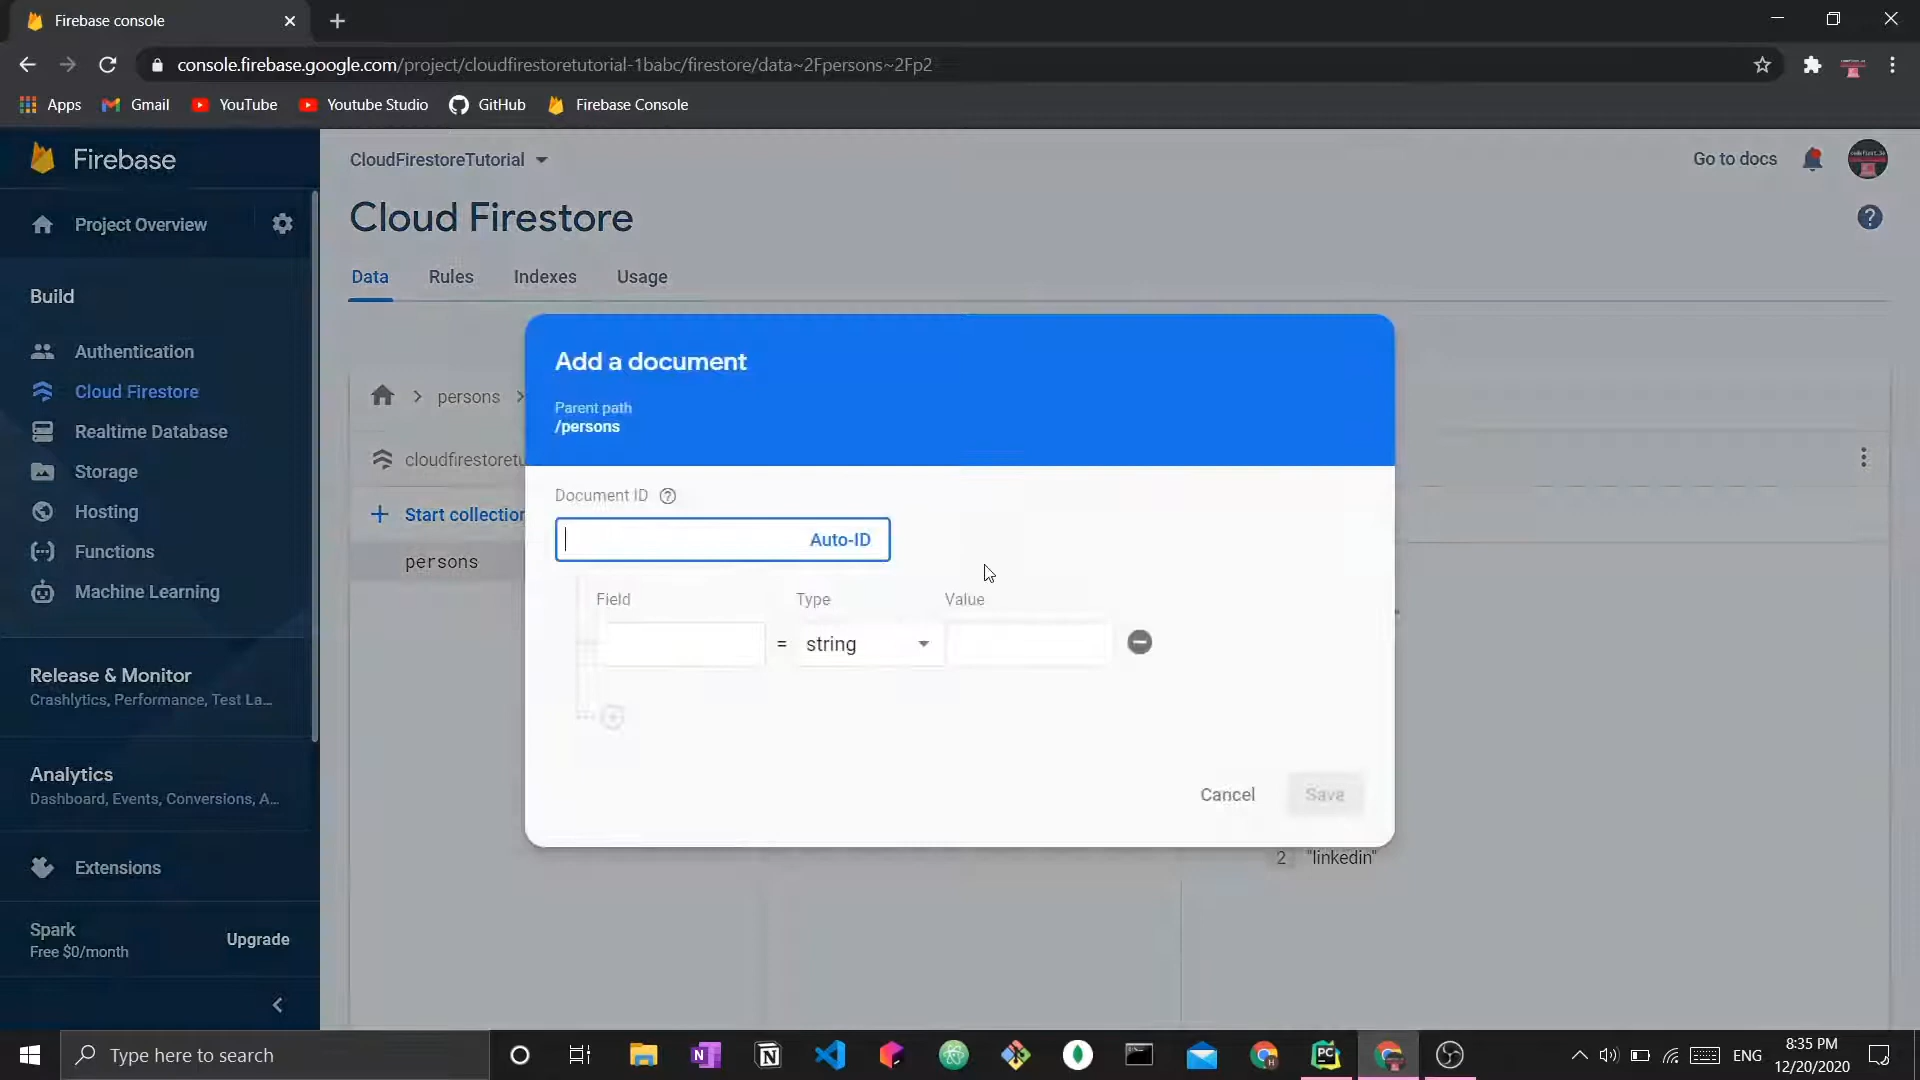 Firebase console
console.firebase.google.com/project/cloudfirestoretutorial-1babc/firestore/data~2Fpersons~2Fp2
Apps Gmail YouTube Youtube Studio GitHub Firebase Console
Firebase
CloudFirestoreTutorial
Go to docs
Project Overview
Cloud Firestore
Data Rules Indexes Usage
Build
Authentication
Cloud Firestore
Realtime Database
Storage
Hosting
Functions
Machine Learning
Release & Monitor
Crashlytics, Performance, Test La...
Analytics
Dashboard, Events, Conversions, A...
Extensions
Spark
Free $0/month
Upgrade
persons
cloudfirestoretu
Start collection
persons
Add a document
Parent path
/persons
Document ID
Auto-ID
Field Type Value
= string
Cancel Save
2 "linkedin"
Type here to search
ENG
8:35 PM
12/20/2020